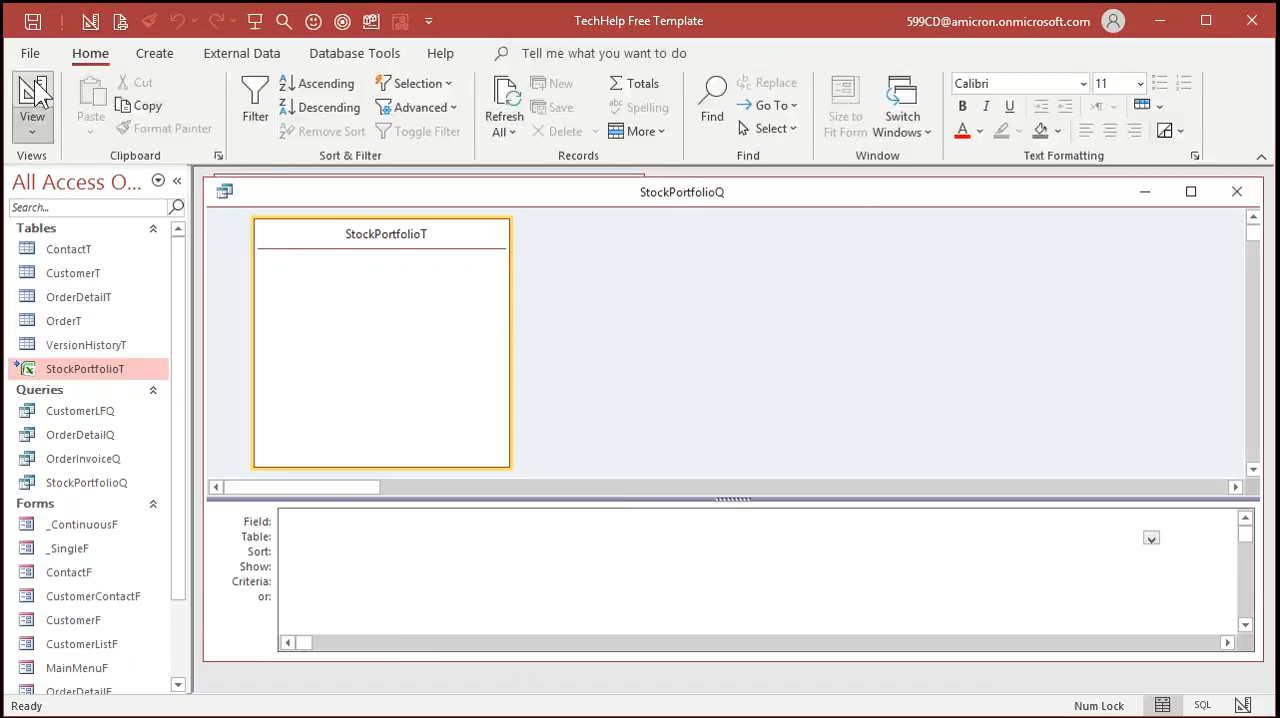 TechHelp Free Template
599CD@amicron.onmicrosoft.com
File
Home
Create
External Data
Database Tools
Help
Tell me what you want to do
View
Views
Paste
Cut
Copy
Format Painter
Clipboard
Filter
Ascending
Descending
Remove Sort
Selection
Advanced
Toggle Filter
Sort & Filter
Refresh
All
New
Save
Delete
Totals
Spelling
More
Records
Find
Replace
Go To
Select
Find
Size to
Fit Form
Switch
Windows
Window
Calibri
11
B
I
U
A
Text Formatting
All Access O...
Search...
Tables
ContactT
CustomerT
OrderDetailT
OrderT
VersionHistoryT
StockPortfolioT
Queries
CustomerLFQ
OrderDetailQ
OrderInvoiceQ
StockPortfolioQ
Forms
_ContinuousF
_SingleF
ContactF
CustomerContactF
CustomerF
CustomerListF
MainMenuF
OrderDetailF
StockPortfolioQ
StockPortfolioT
Field:
Table:
Sort:
Show:
Criteria:
or:
Ready
Num Lock
SQL